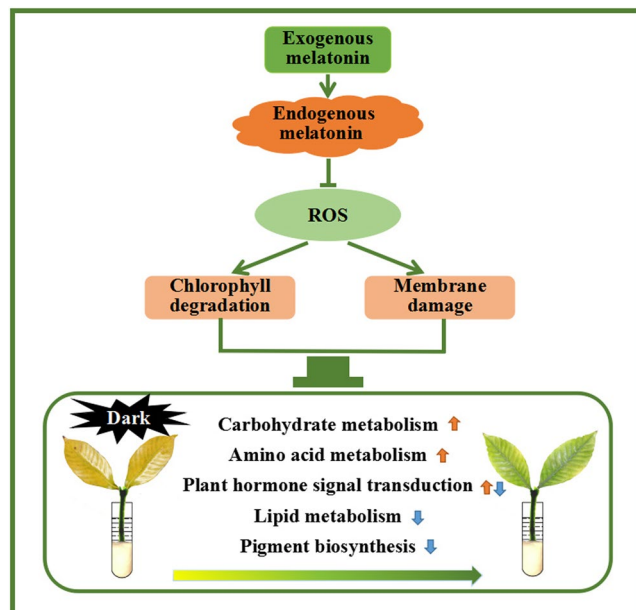 Exogenous
melatonin
Endogenous
melatonin
ROS
Chlorophyll
degradation
Membrane
damage
Dark
Carbohydrate metabolism
Amino acid metabolism
Plant hormone signal transduction
Lipid metabolism
Pigment biosynthesis